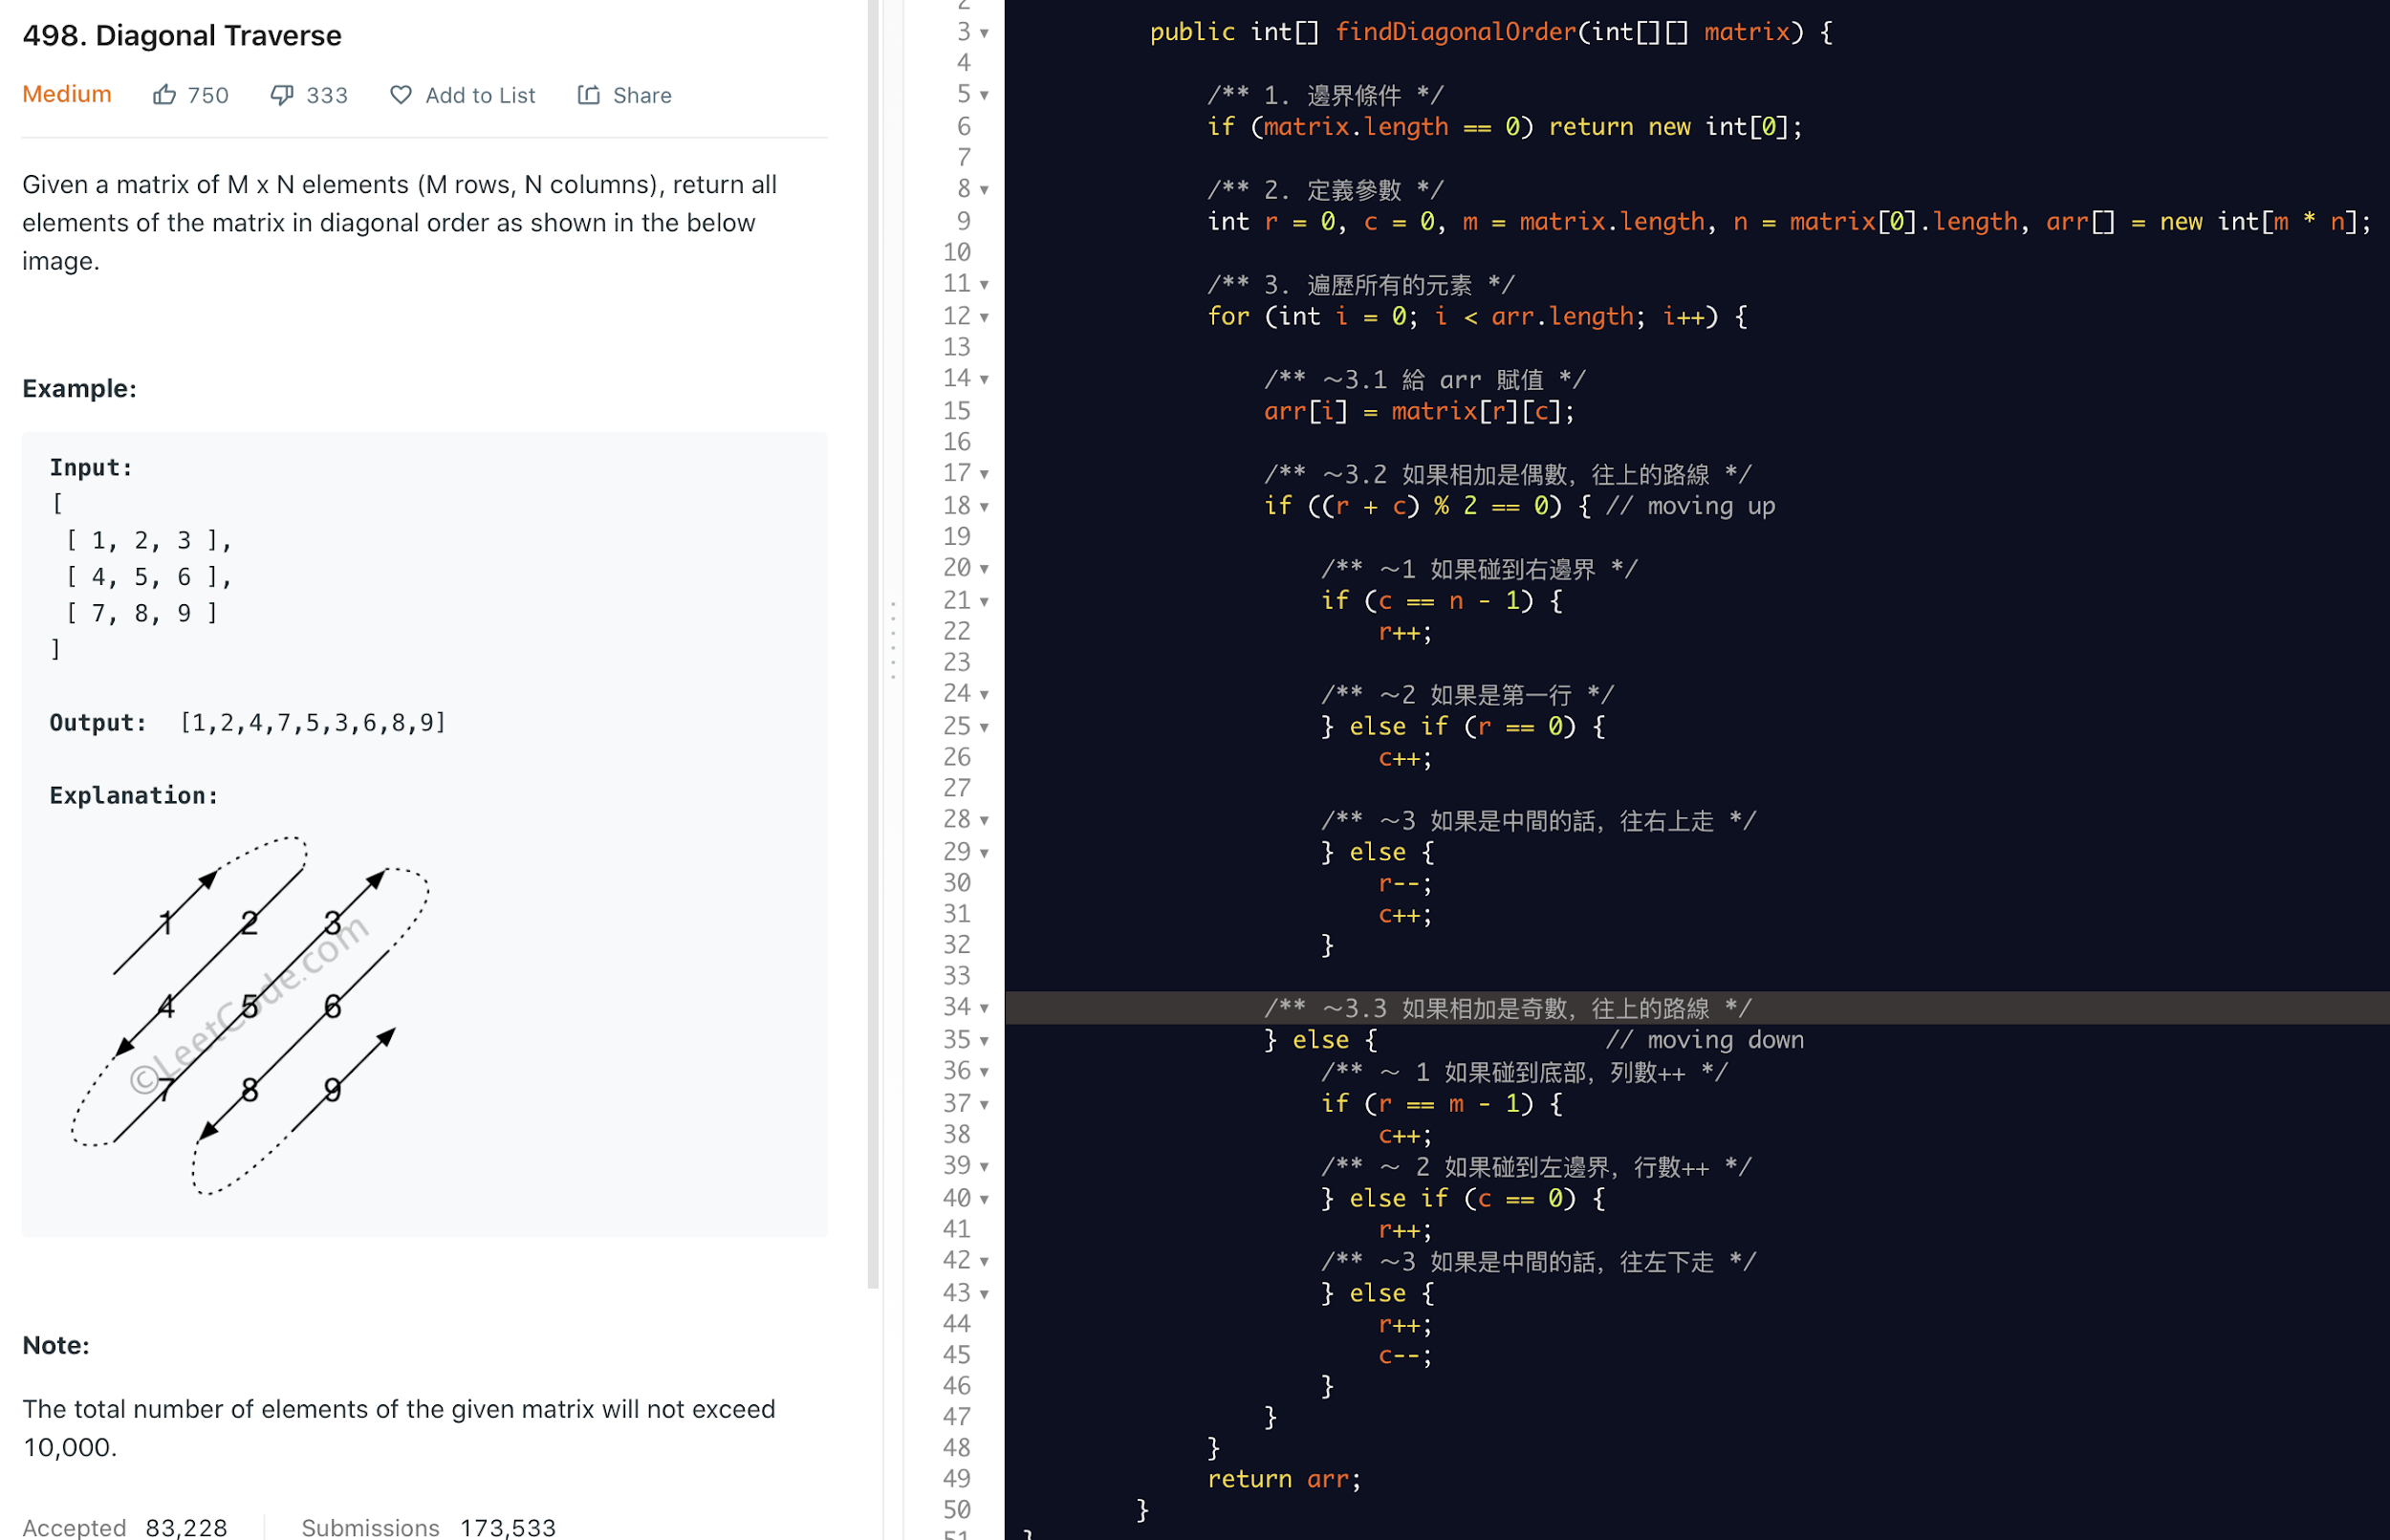 498. Diagonal Traverse
Medium 750 333 Add to List Share
Given a matrix of M x N elements (M rows, N columns), return all
elements of the matrix in diagonal order as shown in the below
image.
Example:
Input:
[
[ 1, 2, 3 ],
[ 4, 5, 6 ],
[ 7, 8, 9 ]
]
Output: [1,2,4,7,5,3,6,8,9]
Explanation:
1 2 3
4 5 6
7 8 9
©LeetCode.com
Note:
The total number of elements of the given matrix will not exceed
10,000.
Accepted 83,228 Submissions 173,533
3 public int[] findDiagonalOrder(int[][] matrix) {
4
5 /** 1. 邊界條件 */
6 if (matrix.length == 0) return new int[0];
7
8 /** 2. 定義參數 */
9 int r = 0, c = 0, m = matrix.length, n = matrix[0].length, arr[] = new int[m * n];
10
11 /** 3. 遍歷所有的元素 */
12 for (int i = 0; i < arr.length; i++) {
13
14 /** ～3.1 給 arr 賦值 */
15 arr[i] = matrix[r][c];
16
17 /** ～3.2 如果相加是偶數，往上的路線 */
18 if ((r + c) % 2 == 0) { // moving up
19
20 /** ～1 如果碰到右邊界 */
21 if (c == n - 1) {
22 r++;
23
24 /** ～2 如果是第一行 */
25 } else if (r == 0) {
26 c++;
27
28 /** ～3 如果是中間的話，往右上走 */
29 } else {
30 r--;
31 c++;
32 }
33
34 /** ～3.3 如果相加是奇數，往上的路線 */
35 } else { // moving down
36 /** ～ 1 如果碰到底部，列數++ */
37 if (r == m - 1) {
38 c++;
39 /** ～ 2 如果碰到左邊界，行數++ */
40 } else if (c == 0) {
41 r++;
42 /** ～3 如果是中間的話，往左下走 */
43 } else {
44 r++;
45 c--;
46 }
47 }
48 }
49 return arr;
50 }
51 }